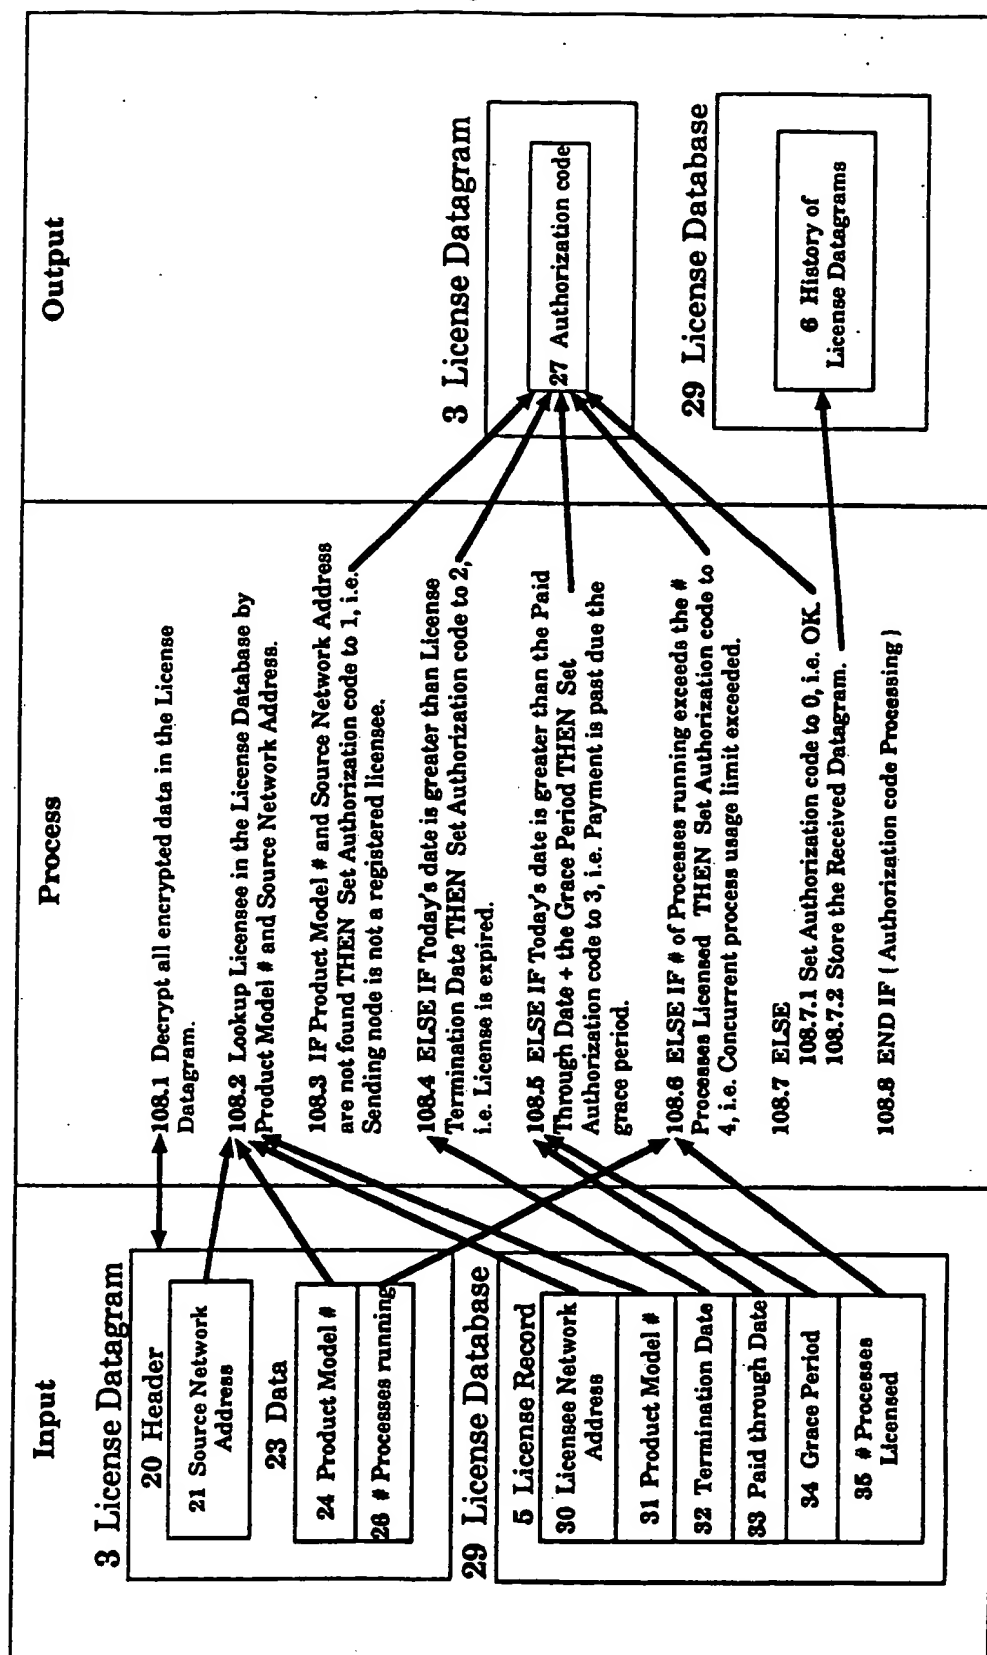 Input
3 License Datagram
20 Header
21 Source Network
Address
23 Data
24 Product Model #
26 # Processes running
29 License Database
5 License Record
30 Licensee Network
Address
31 Product Model #
32 Termination Date
33 Paid through Date
34 Grace Period
35 # Processes
Licensed
Process
108.1 Decrypt all encrypted data in the License
Datagram.
108.2 Lookup Licensee in the License Database by
Product Model # and Source Network Address.
108.3 IF Product Model # and Source Network Address
are not found THEN Set Authorization code to 1, i.e.
Sending node is not a registered licensee.
108.4 ELSE IF Today's date is greater than License
Termination Date THEN Set Authorization code to 2,
i.e. License is expired.
108.5 ELSE IF Today's date is greater than the Paid
Through Date + the Grace Period THEN Set
Authorization code to 3, i.e. Payment is past due the
grace period.
108.6 ELSE IF # of Processes running exceeds the #
Processes Licensed THEN Set Authorization code to
4, i.e. Concurrent process usage limit exceeded.
108.7 ELSE
108.7.1 Set Authorization code to 0, i.e. OK.
108.7.2 Store the Received Datagram.
108.8 END IF ( Authorization code Processing )
Output
3 License Datagram
27 Authorization code
29 License Database
6 History of
License Datagrams